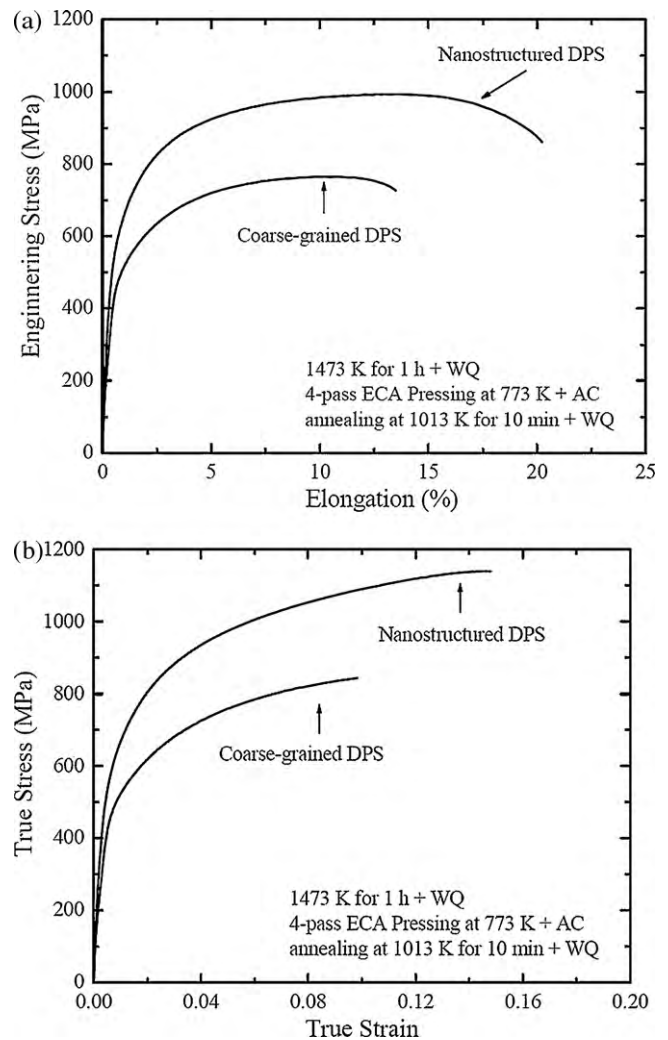 (a)
1200
1000
800
600
400
200
0
Enginnering Stress (MPa)
Nanostructured DPS
Coarse-grained DPS
1473 K for 1 h + WQ
4-pass ECA Pressing at 773 K + AC
annealing at 1013 K for 10 min + WQ
0 5 10 15 20 25
Elongation (%)
(b)
1200
1000
800
600
400
200
0
True Stress (MPa)
Nanostructured DPS
Coarse-grained DPS
1473 K for 1 h + WQ
4-pass ECA Pressing at 773 K + AC
annealing at 1013 K for 10 min + WQ
0.00 0.04 0.08 0.12 0.16 0.20
True Strain